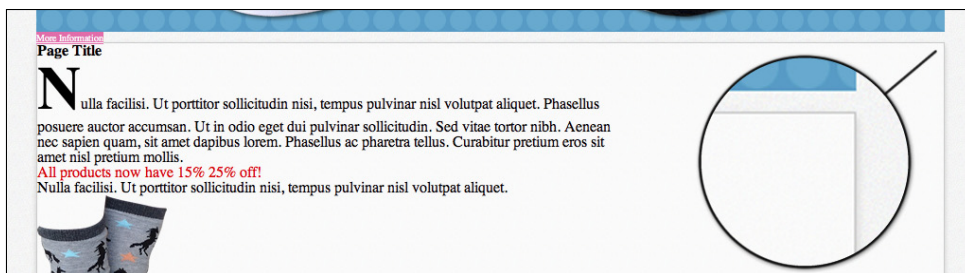 More Information
Page Title
Nulla facilisi. Ut porttitor sollicitudin nisi, tempus pulvinar nisl volutpat aliquet. Phasellus
posuere auctor accumsan. Ut in odio eget dui pulvinar sollicitudin. Sed vitae tortor nibh. Aenean
nec sapien quam, sit amet dapibus lorem. Phasellus ac pharetra tellus. Curabitur pretium eros sit
amet nisl pretium mollis.
All products now have 15% 25% off!
Nulla facilisi. Ut porttitor sollicitudin nisi, tempus pulvinar nisl volutpat aliquet.